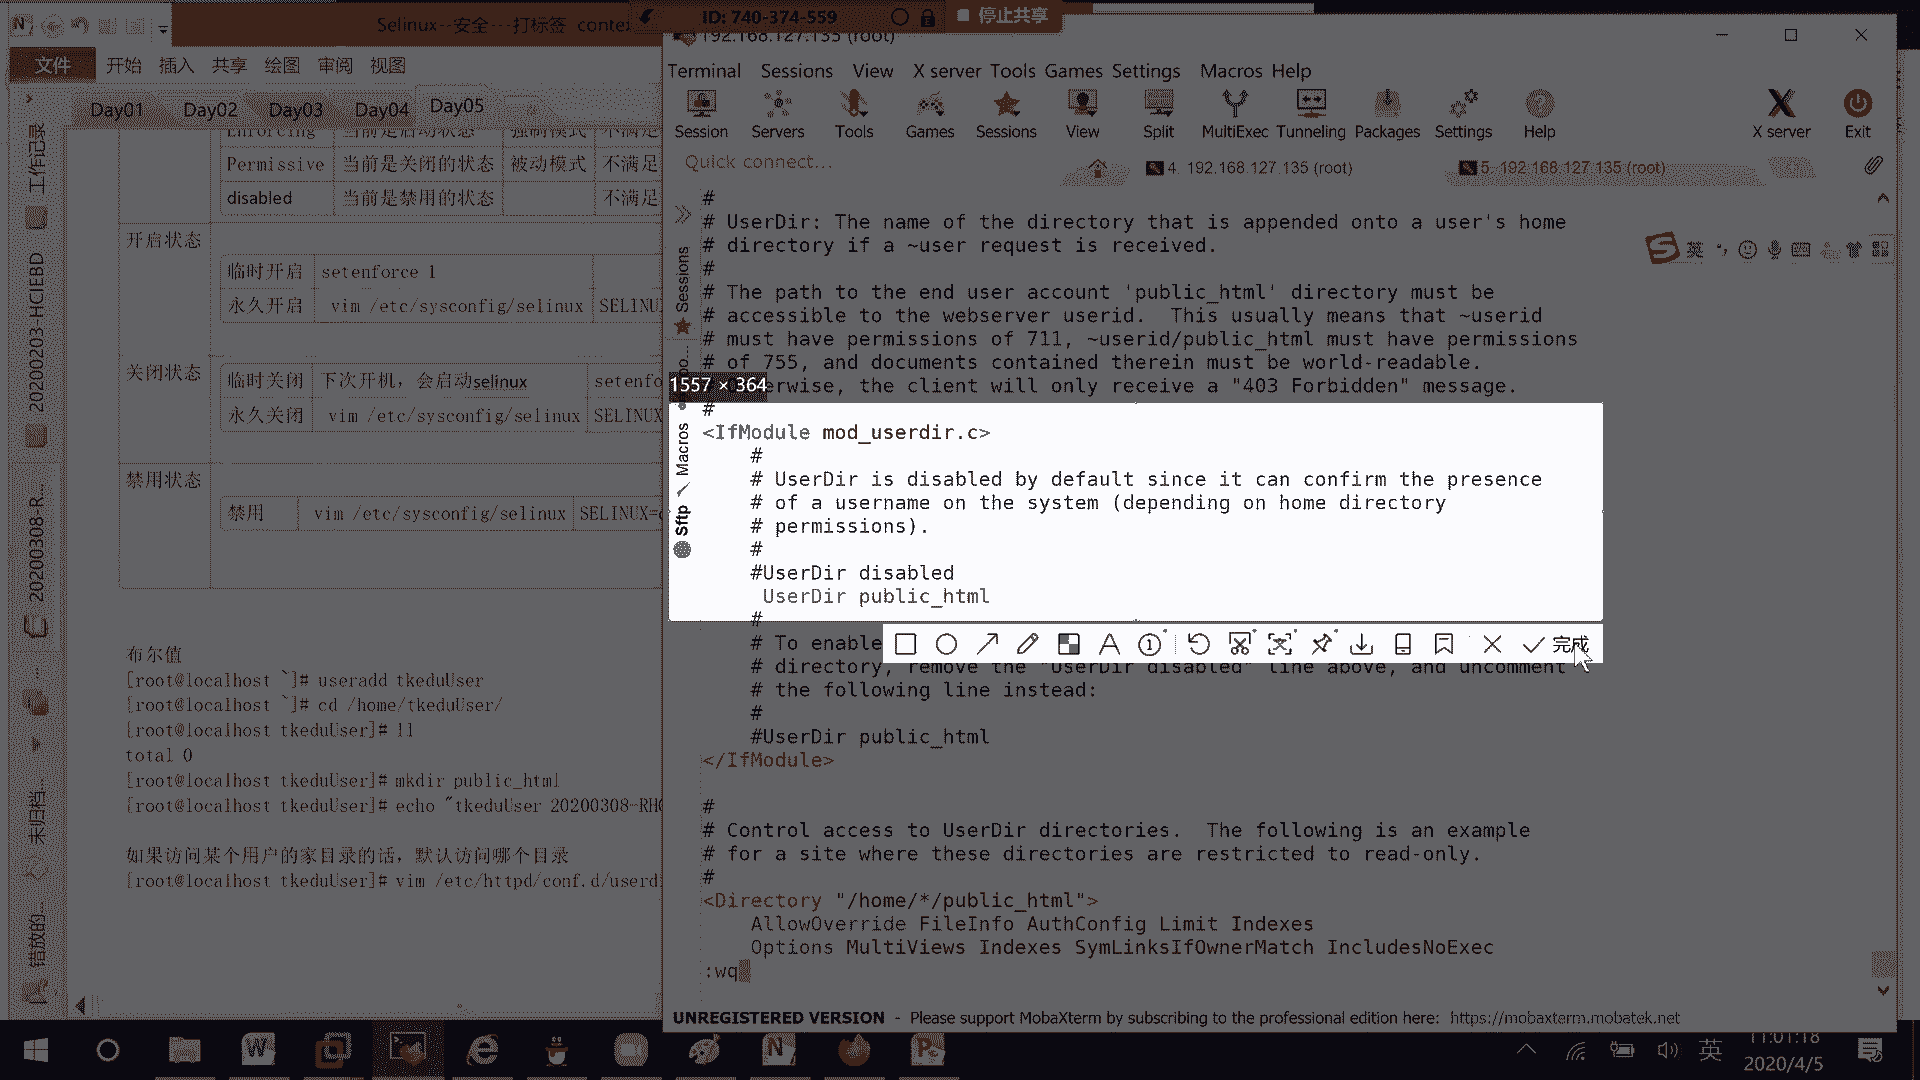 Selinux--安全---打标签 conte
ID: 740-374-559
停止共享
192.168.127.135 (root)
文件 开始 插入 共享 绘图 审阅 视图
Terminal Sessions View X server Tools Games Settings Macros Help
Day01 Day02 Day03 Day04 Day05
Session Servers Tools Games Sessions View Split MultiExec Tunneling Packages Settings Help X server Exit
Quick connect...
4. 192.168.127.135 (root)
5. 192.168.127.135 (root)
工作记录
20200203-HCIEBD
20200308-R...
未归档...
错放的...
Enforcing 当前是启动状态 强制模式 不满足
Permissive 当前是关闭的状态 被动模式 不满足
disabled 当前是禁用的状态 不满足
开启状态
临时开启 setenforce 1
永久开启 vim /etc/sysconfig/selinux SELINU
关闭状态
临时关闭 下次开机，会启动selinux setenfo
永久关闭 vim /etc/sysconfig/selinux SELINUX
禁用状态
禁用 vim /etc/sysconfig/selinux SELINUX=
布尔值
[root@localhost ~]# useradd tkeduUser
[root@localhost ~]# cd /home/tkeduUser/
[root@localhost tkeduUser]# ll
total 0
[root@localhost tkeduUser]# mkdir public_html
[root@localhost tkeduUser]# echo "tkeduUser 20200308-RH
如果访问某个用户的家目录的话，默认访问哪个目录
[root@localhost tkeduUser]# vim /etc/httpd/conf.d/userd
Sessions
Macros
Sftp
#
# UserDir: The name of the directory that is appended onto a user's home
# directory if a ~user request is received.
#
# The path to the end user account 'public_html' directory must be
# accessible to the webserver userid.  This usually means that ~userid
# must have permissions of 711, ~userid/public_html must have permissions
# of 755, and documents contained therein must be world-readable.
1557 × 364
erwise, the client will only receive a "403 Forbidden" message.
#
<IfModule mod_userdir.c>
#
# UserDir is disabled by default since it can confirm the presence
# of a username on the system (depending on home directory
# permissions).
#
#UserDir disabled
UserDir public_html
#
# To enable
完成
# directory, remove the "UserDir disabled" line above, and uncomment
# the following line instead:
#
#UserDir public_html
</IfModule>
#
# Control access to UserDir directories.  The following is an example
# for a site where these directories are restricted to read-only.
#
<Directory "/home/*/public_html">
AllowOverride FileInfo AuthConfig Limit Indexes
Options MultiViews Indexes SymLinksIfOwnerMatch IncludesNoExec
:wq
UNREGISTERED VERSION - Please support MobaXterm by subscribing to the professional edition here: https://mobaxterm.mobatek.net
英
英
11:01:18
2020/4/5